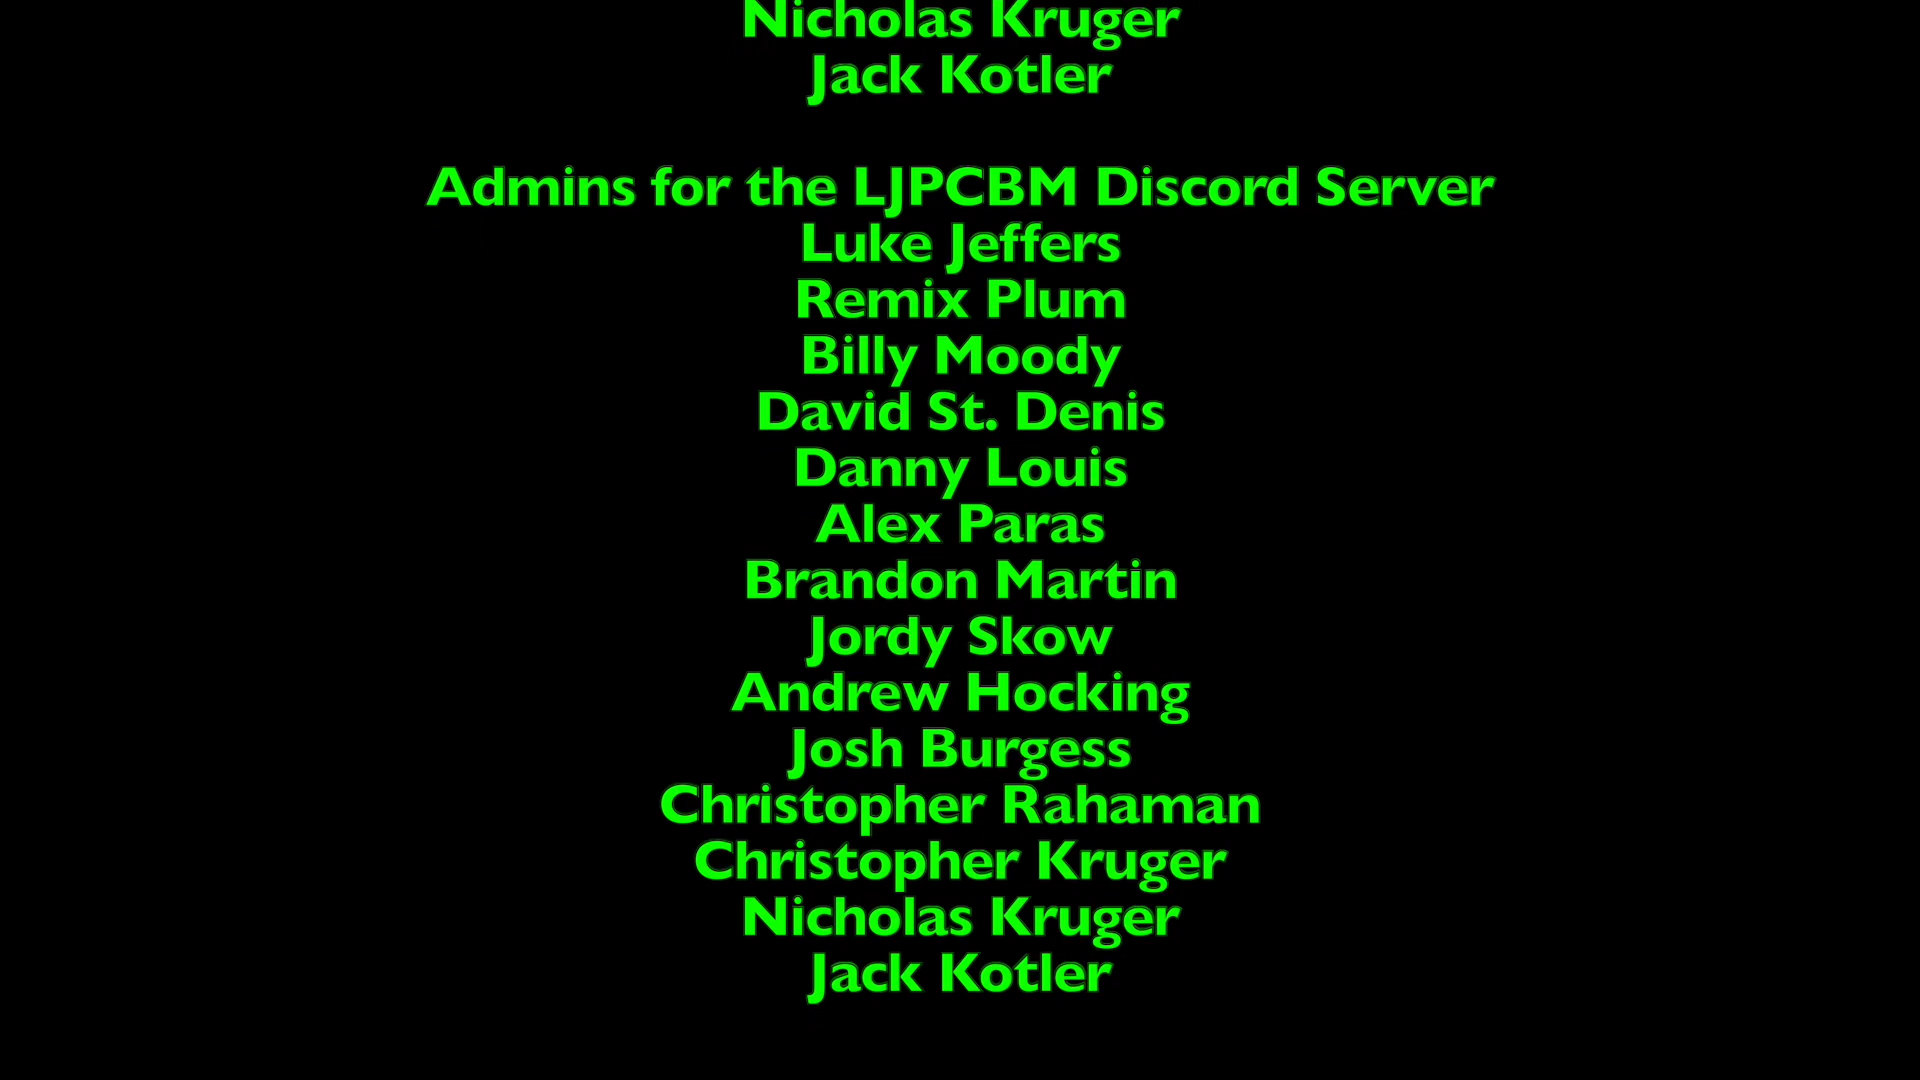 Nicholas Kruger
Jack Kotler
Admins for the LJPCBM Discord Server
Luke Jeffers
Remix Plum
Billy Moody
David St. Denis
Danny Louis
Alex Paras
Brandon Martin
Jordy Skow
Andrew Hocking
Josh Burgess
Christopher Rahaman
Christopher Kruger
Nicholas Kruger
Jack Kotler